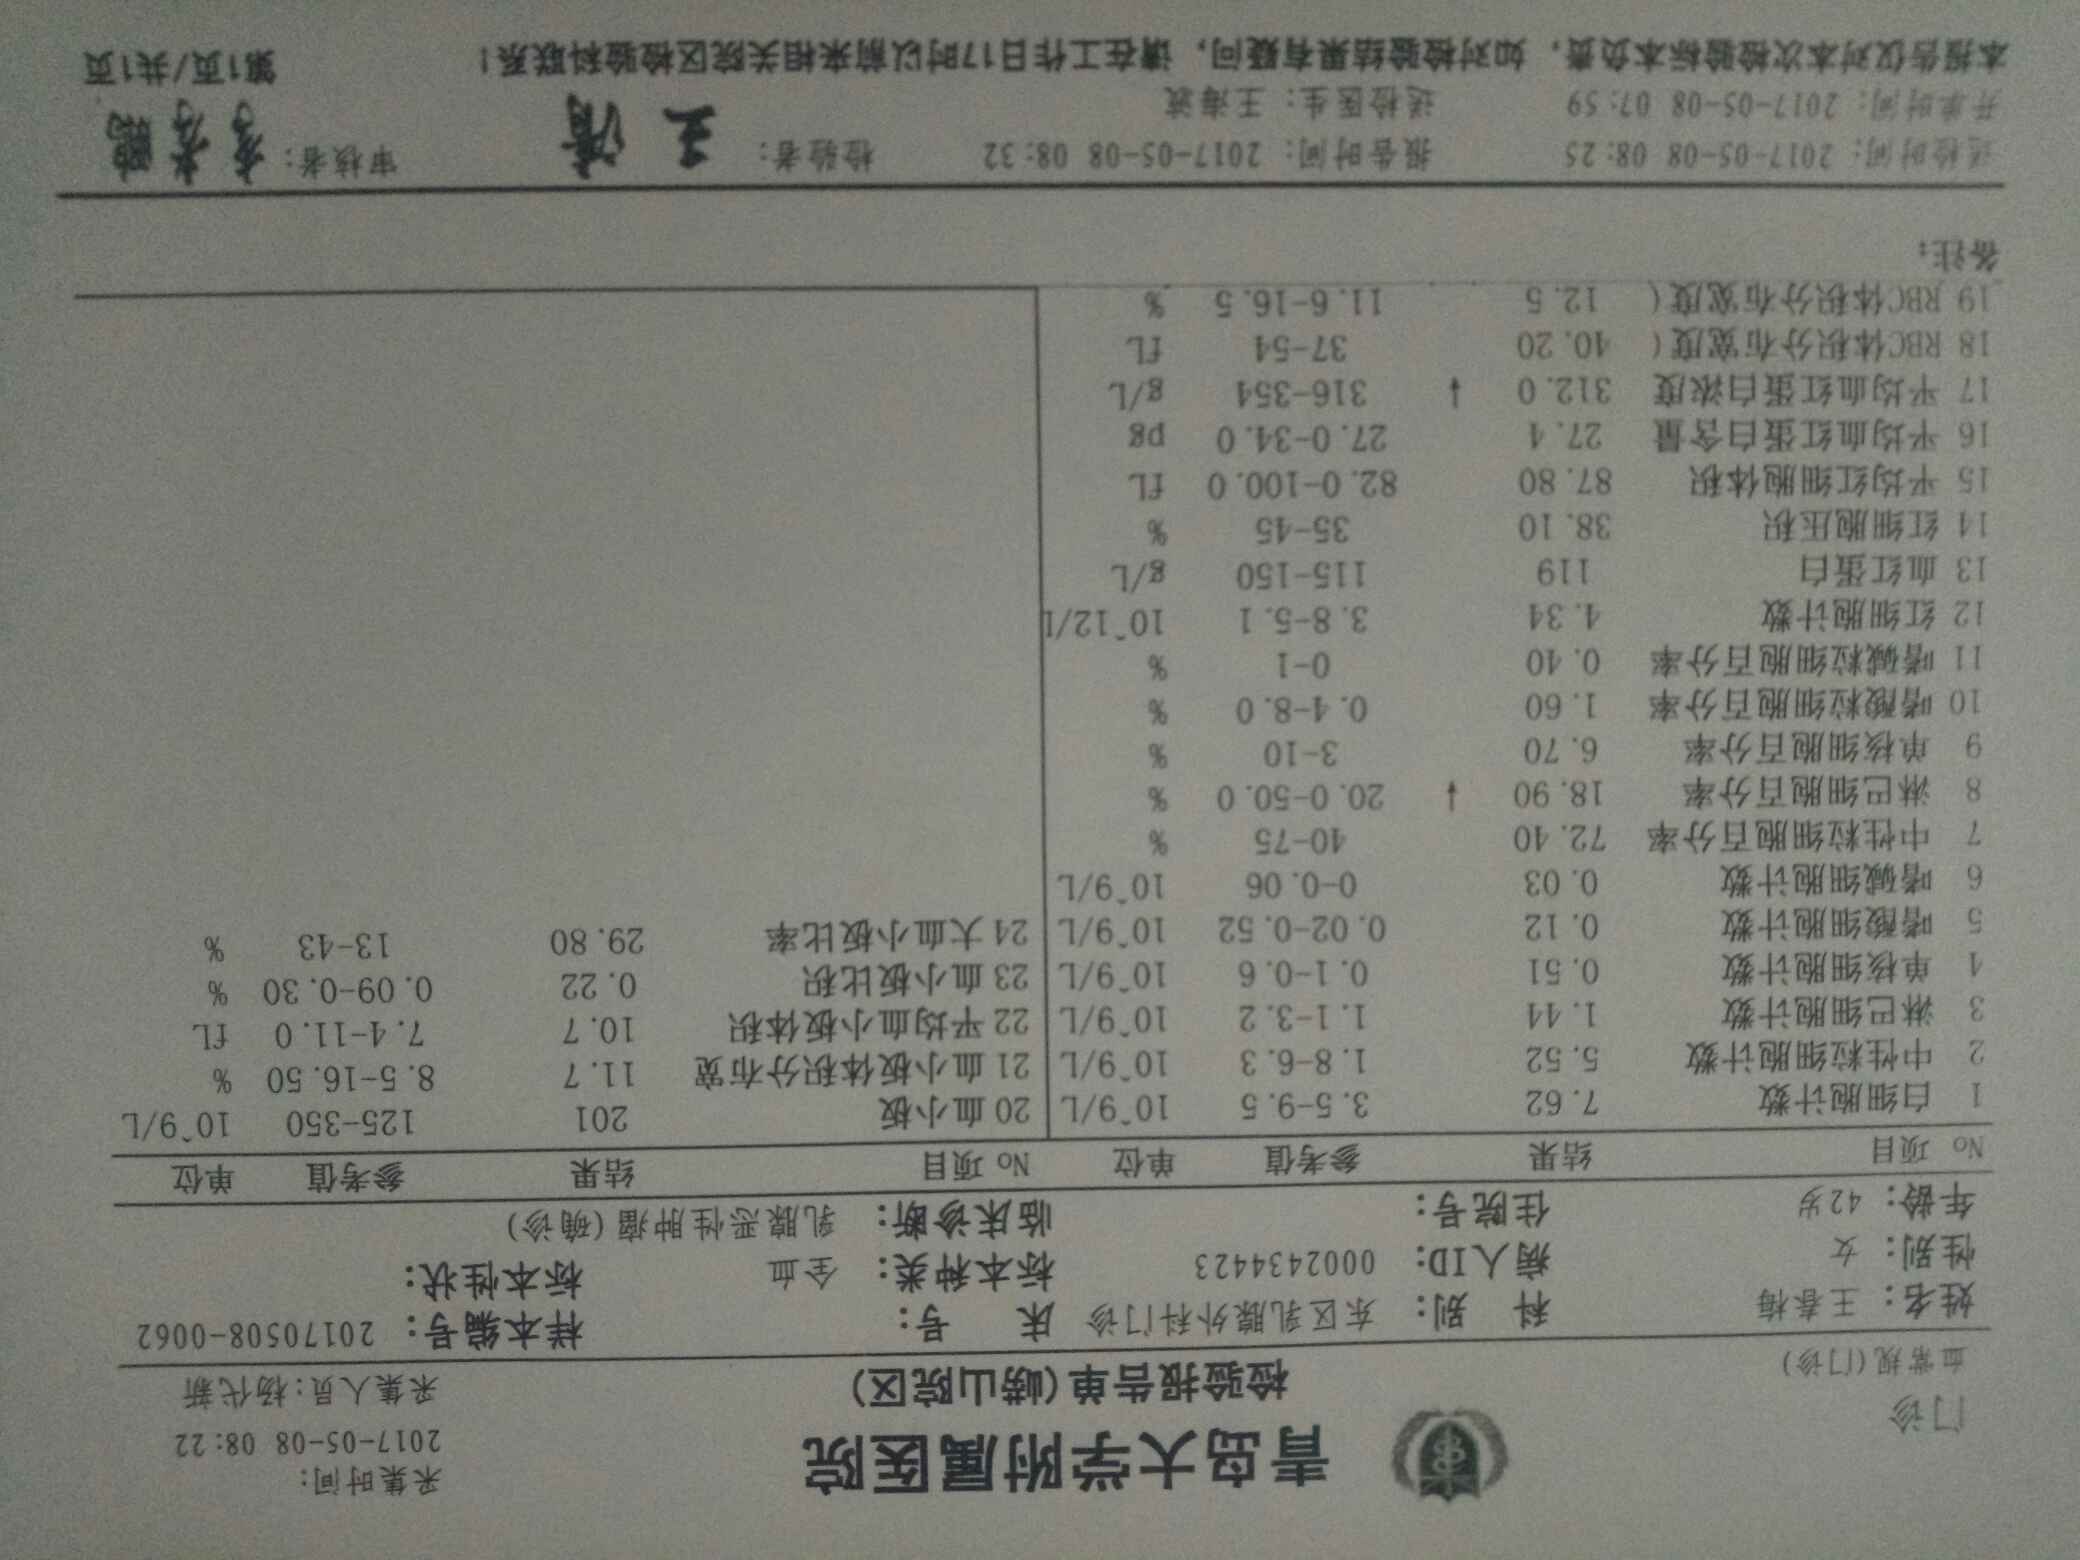 门诊
血常规(门诊)
青岛大学附属医院
检验报告单(崂山院区)
采集时间:
2017-05-08 08:22
采集人员:杨代新
姓名: 王春梅 科 别: 东区乳腺外科门诊 床 号: 样本编号: 20170508-0062
性别: 女 病人ID: 0002434423 标本种类: 全血 标本性状:
年龄: 42岁 住院号: 临床诊断: 乳腺恶性肿瘤(确诊)
No 项目 结果 参考值 单位 No 项目 结果 参考值 单位
1 白细胞计数 7.62 3.5-9.5 10^9/L 20 血小板 201 125-350 10^9/L
2 中性粒细胞计数 5.52 1.8-6.3 10^9/L 21 血小板体积分布宽 11.7 8.5-16.50 %
3 淋巴细胞计数 1.44 1.1-3.2 10^9/L 22 平均血小板体积 10.7 7.4-11.0 fL
4 单核细胞计数 0.51 0.1-0.6 10^9/L 23 血小板比积 0.22 0.09-0.30 %
5 嗜酸细胞计数 0.12 0.02-0.52 10^9/L 24 大血小板比率 29.80 13-43 %
6 嗜碱细胞计数 0.03 0-0.06 10^9/L
7 中性粒细胞百分率 72.40 40-75 %
8 淋巴细胞百分率 18.90 ↓ 20.0-50.0 %
9 单核细胞百分率 6.70 3-10 %
10 嗜酸粒细胞百分率 1.60 0.4-8.0 %
11 嗜碱粒细胞百分率 0.40 0-1 %
12 红细胞计数 4.34 3.8-5.1 10^12/L
13 血红蛋白 119 115-150 g/L
14 红细胞压积 38.10 35-45 %
15 平均红细胞体积 87.80 82.0-100.0 fL
16 平均血红蛋白含量 27.4 27.0-34.0 pg
17 平均血红蛋白浓度 312.0 ↓ 316-354 g/L
18 RBC体积分布宽度( 40.20 37-54 fL
19 RBC体积分布宽度( 12.5 11.6-16.5 %
备注:
送检时间: 2017-05-08 08:25 报告时间: 2017-05-08 08:32 检验者: 审核者:
开单时间: 2017-05-08 07:59 送检医生: 王海波
本报告仅对本次检验标本负责，如对检验结果有疑问，请在工作日17时以前来相关院区检验科联系! 第1页/共1页